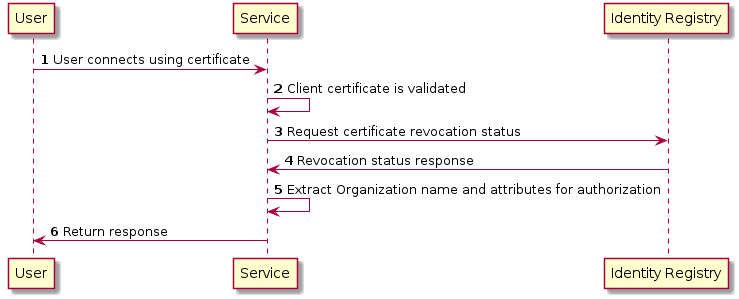 User
Service
Identity Registry
1 User connects using certificate
2 Client certificate is validated
3 Request certificate revocation status
4 Revocation status response
5 Extract Organization name and attributes for authorization
6 Return response
User
Service
Identity Registry